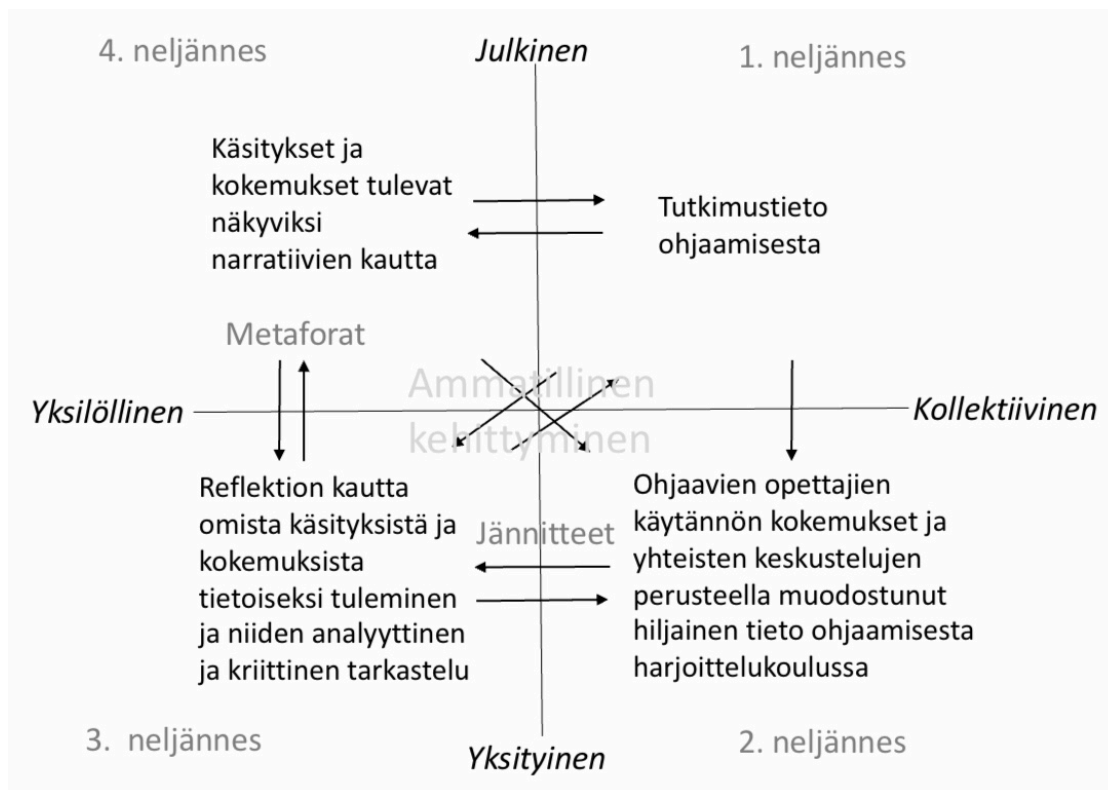 4. neljännes
Julkinen
1. neljännes
Käsitykset ja
kokemukset tulevat
näkyviksi
narratiivien kautta
Tutkimustieto
ohjaamisesta
Metaforat
Ammatillinen
kehittyminen
Yksilöllinen
Kollektiivinen
Reflektion kautta
omista käsityksistä ja
kokemuksista
tietoiseksi tuleminen
ja niiden analyyttinen
ja kriittinen tarkastelu
Jännitteet
Ohjaavien opettajien
käytännön kokemukset ja
yhteisten keskustelujen
perusteella muodostunut
hiljainen tieto ohjaamisesta
harjoittelukoulussa
3. neljännes
Yksityinen
2. neljännes